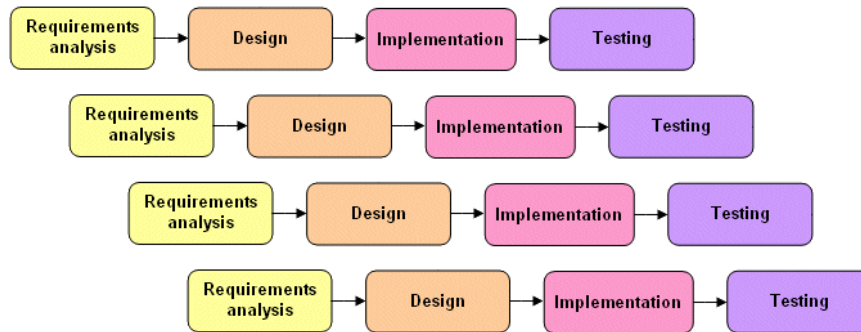 Requirements
analysis
Design
Implementation
Testing
Requirements
analysis
Design
Implementation
Testing
Requirements
analysis
Design
Implementation
Testing
Requirements
analysis
Design
Implementation
Testing